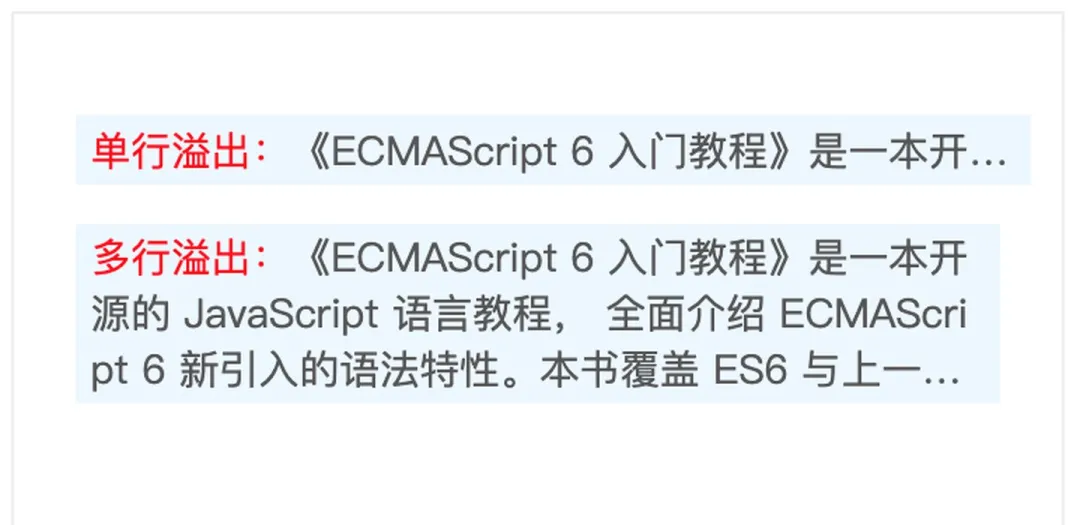 单行溢出：《ECMAScript 6 入门教程》是一本开...
多行溢出：《ECMAScript 6 入门教程》是一本开
源的 JavaScript 语言教程， 全面介绍 ECMAScri
pt 6 新引入的语法特性。本书覆盖 ES6 与上一...